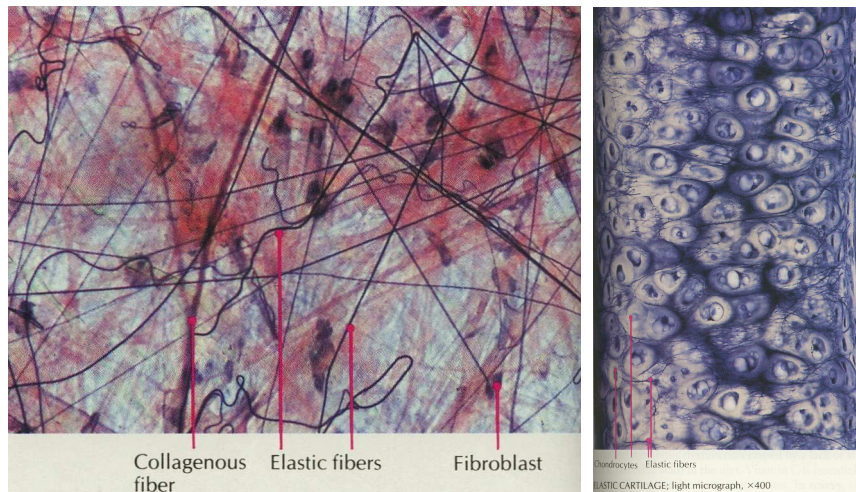 Collagenous
fiber
Elastic fibers
Fibroblast
Chondrocytes Elastic fibers
ELASTIC CARTILAGE; light micrograph, ×400